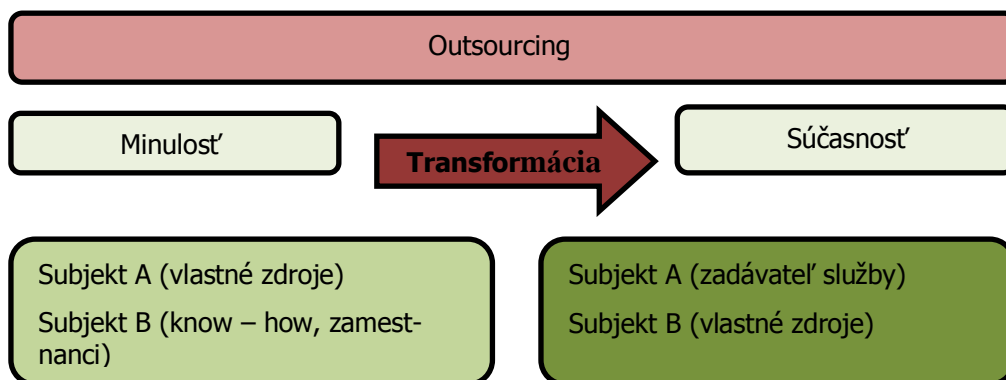 Outsourcing
Minulosť
Transformácia
Súčasnosť
Subjekt A (vlastné zdroje)
Subjekt B (know – how, zamest-
nanci)
Subjekt A (zadávateľ služby)
Subjekt B (vlastné zdroje)